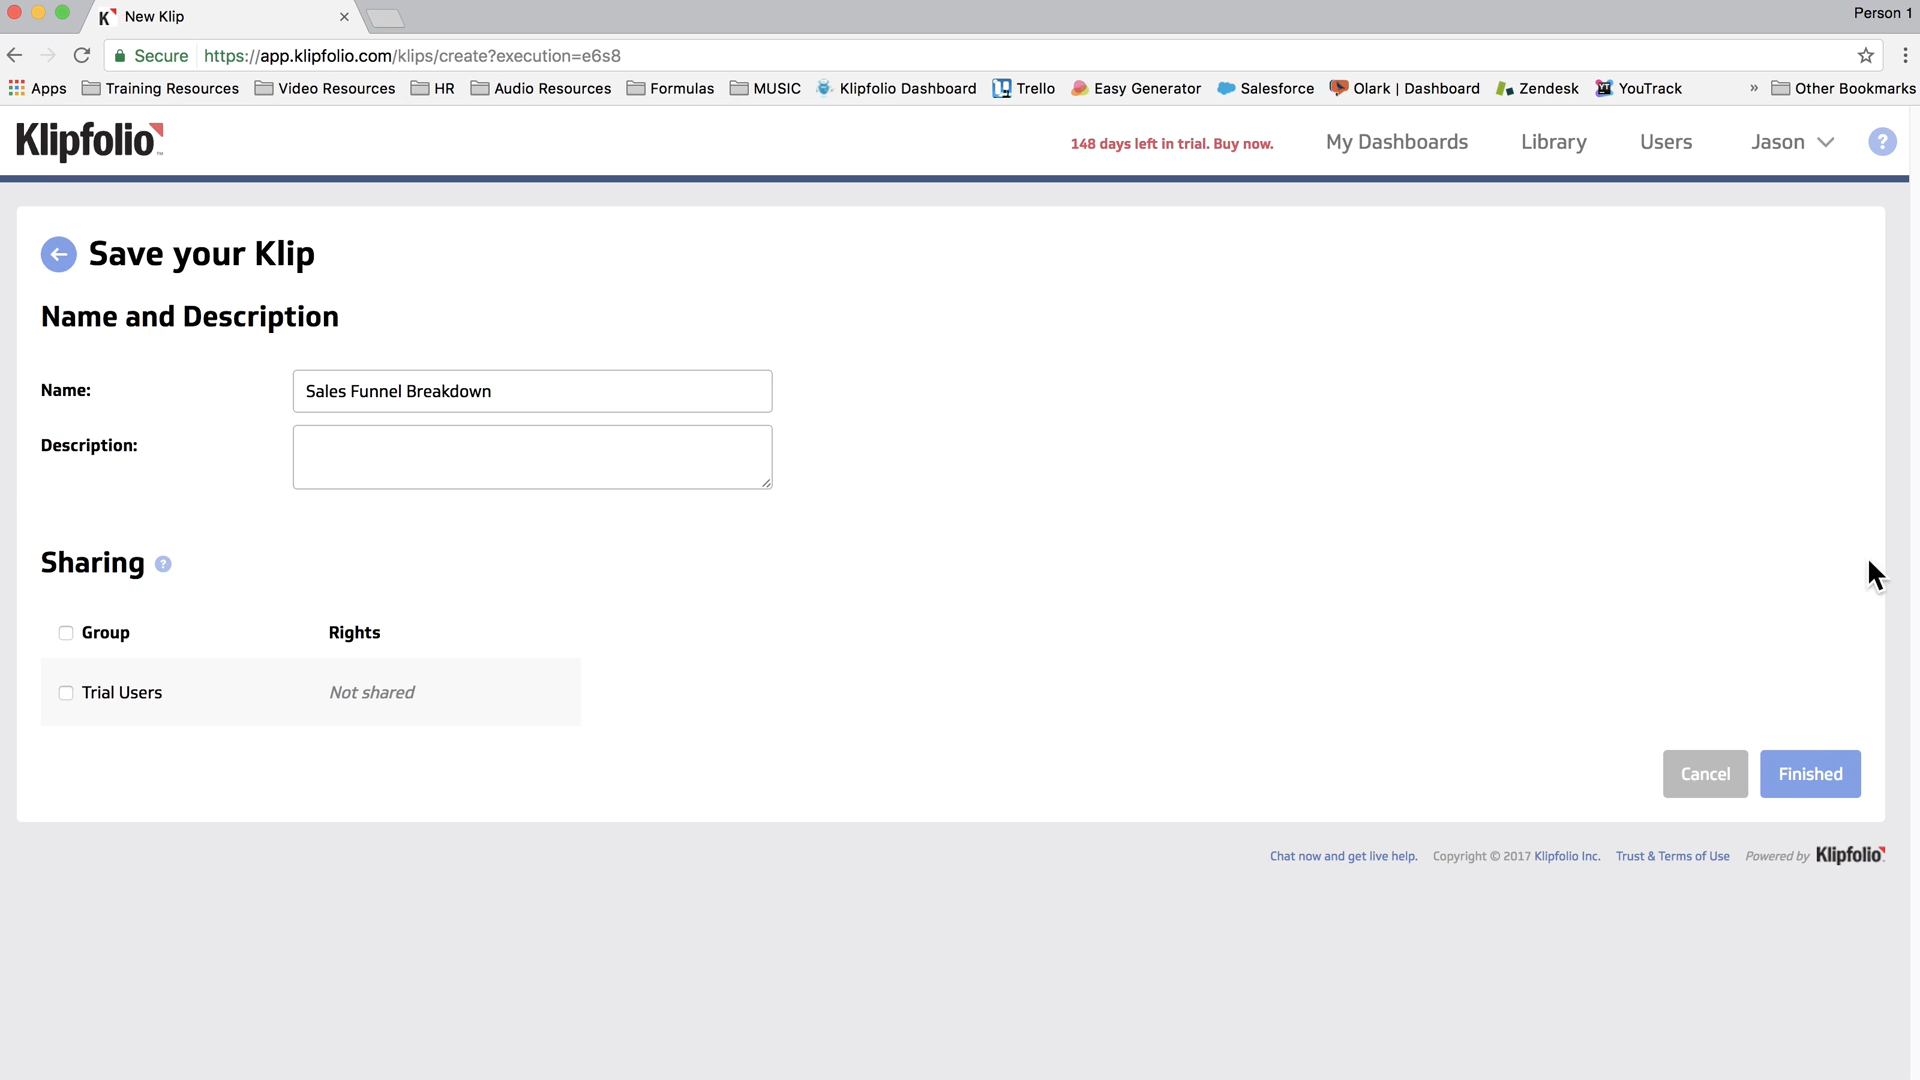 New Klip
Person 1
Secure https://app.klipfolio.com/klips/create?execution=e6s8
Apps Training Resources Video Resources HR Audio Resources Formulas MUSIC Klipfolio Dashboard Trello Easy Generator Salesforce Olark | Dashboard Zendesk YouTrack » Other Bookmarks
Klipfolio
148 days left in trial. Buy now. My Dashboards Library Users Jason ?
Save your Klip
Name and Description
Name: Sales Funnel Breakdown
Description:
Sharing ?
Group Rights
Trial Users Not shared
Cancel Finished
Chat now and get live help. Copyright © 2017 Klipfolio Inc. Trust & Terms of Use Powered by Klipfolio